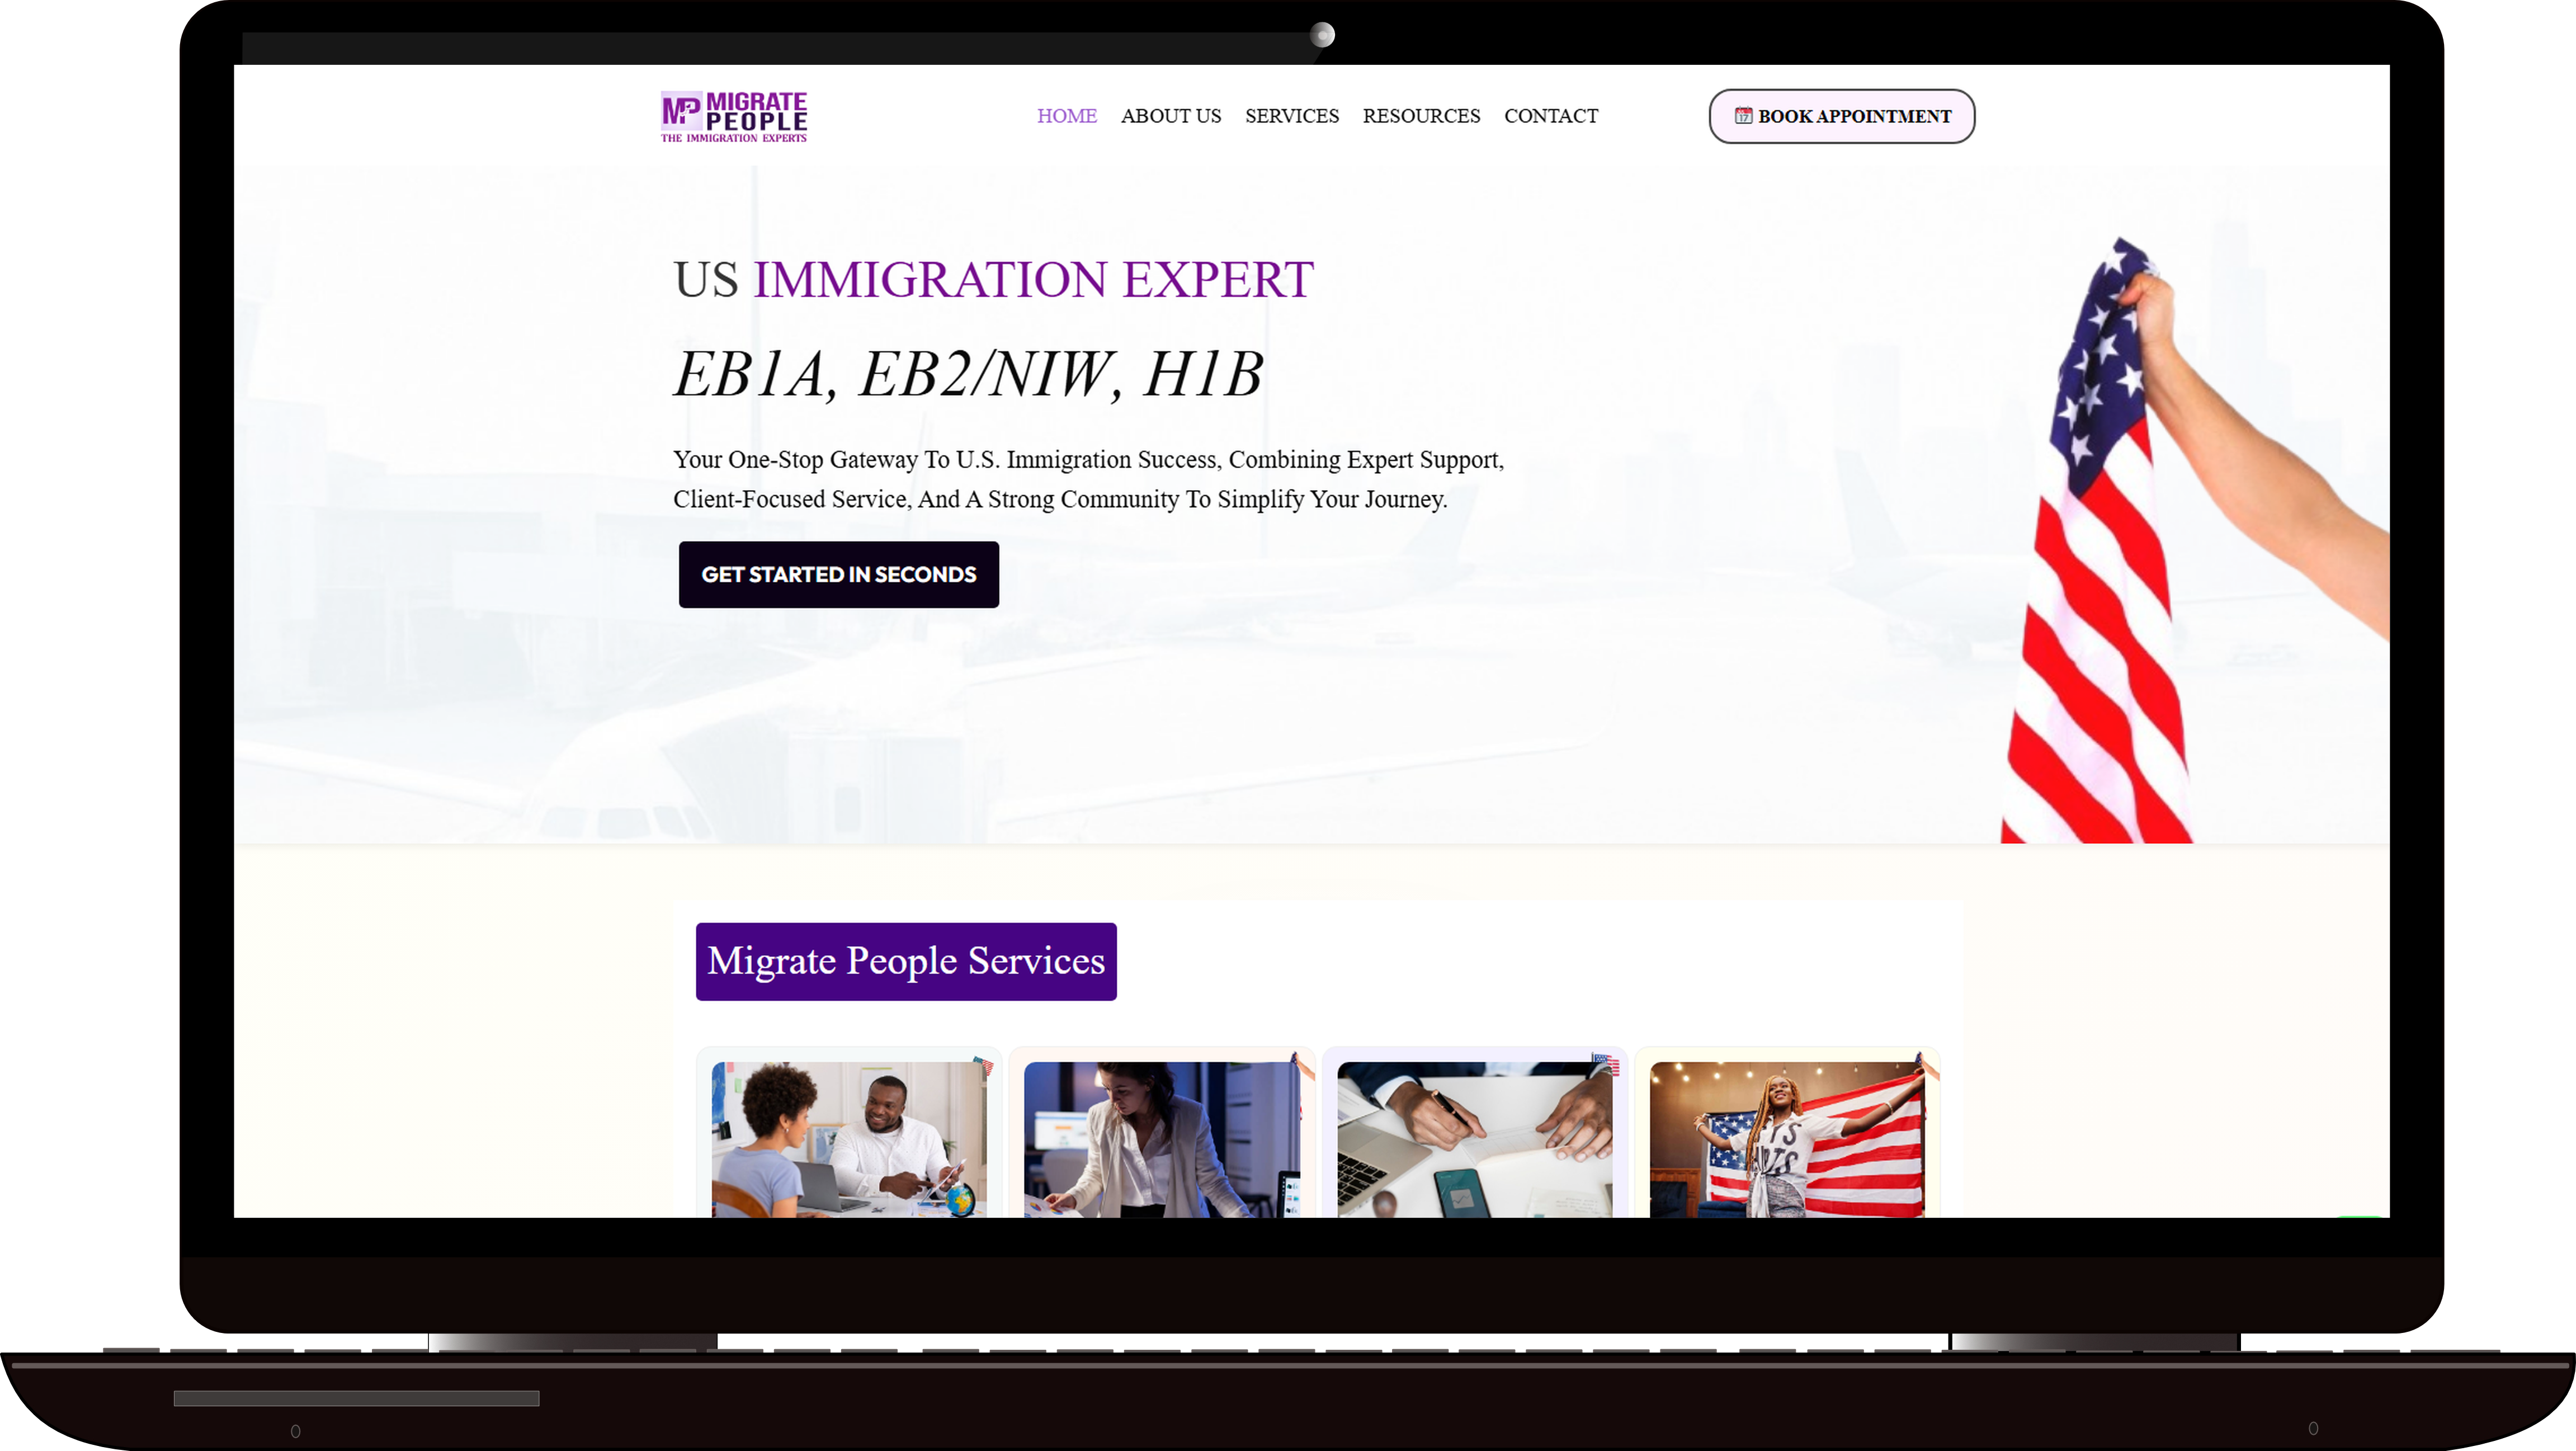 MP MIGRATE
PEOPLE
THE IMMIGRATION EXPERTS
HOME ABOUT US SERVICES RESOURCES CONTACT
17 BOOK APPOINTMENT
US IMMIGRATION EXPERT
EB1A, EB2/NIW, H1B
Your One-Stop Gateway To U.S. Immigration Success, Combining Expert Support,
Client-Focused Service, And A Strong Community To Simplify Your Journey.
GET STARTED IN SECONDS
Migrate People Services